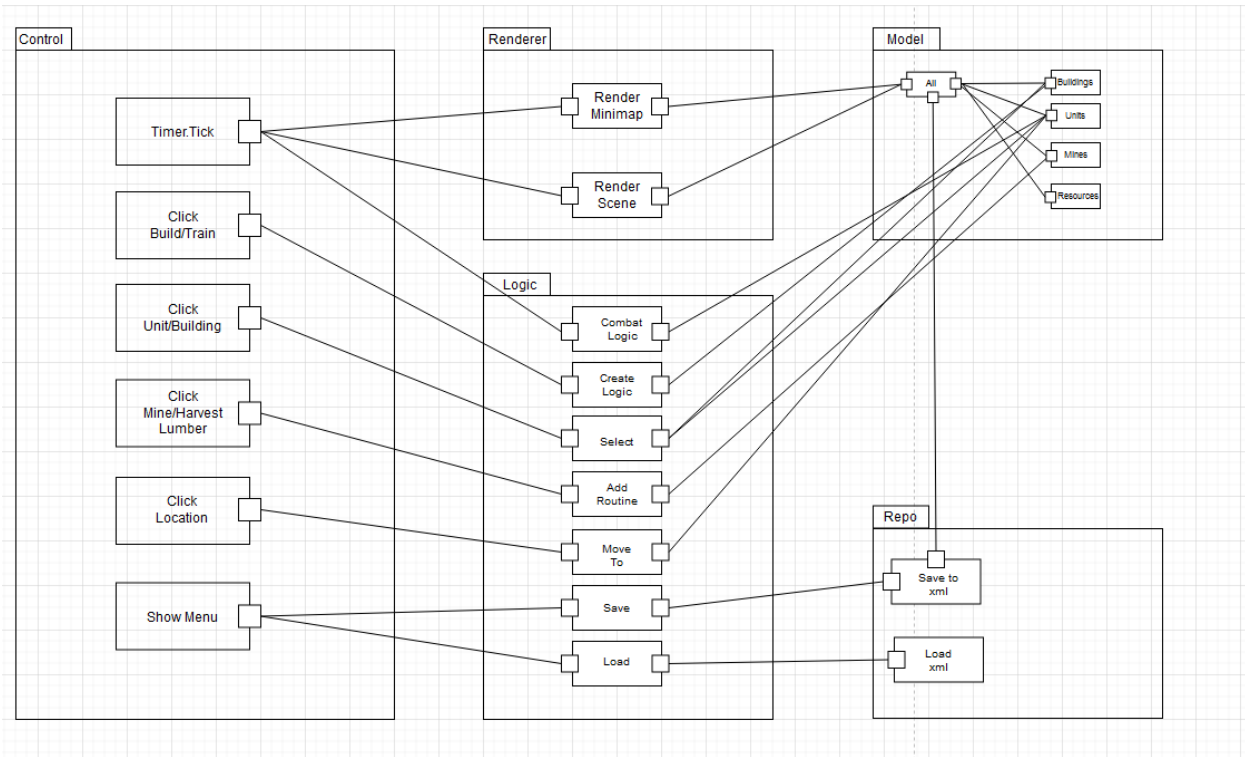 Control
Timer.Tick
Click
Build/Train
Click
Unit/Building
Click
Mine/Harvest
Lumber
Click
Location
Show Menu
Renderer
Render
Minimap
Render
Scene
Logic
Combat
Logic
Create
Logic
Select
Add
Routine
Move
To
Save
Load
Model
All
Buildings
Units
Mines
Resources
Repo
Save to
xml
Load
xml